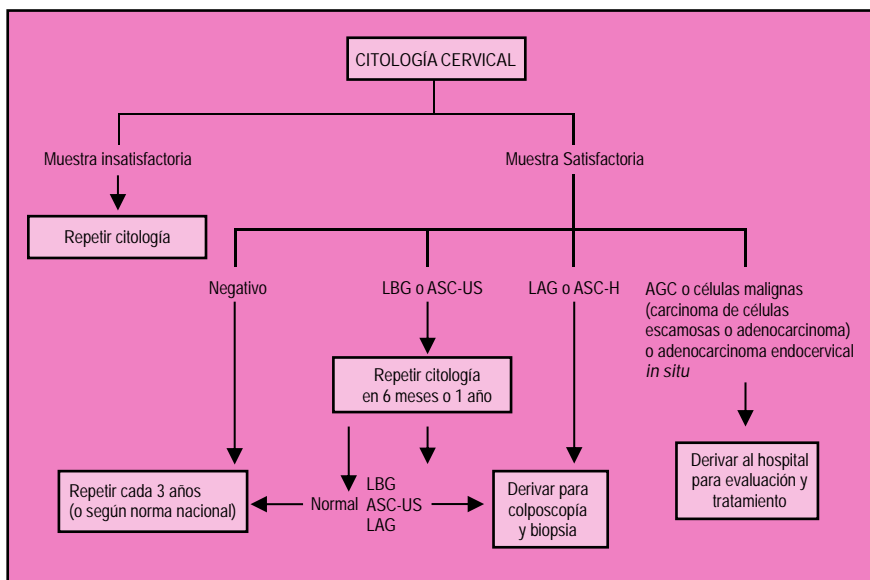 CITOLOGÍA CERVICAL
Muestra insatisfactoria
Muestra Satisfactoria
Repetir citología
Negativo
LBG o ASC-US
LAG o ASC-H
AGC o células malignas
(carcinoma de células
escamosas o adenocarcinoma)
o adenocarcinoma endocervical
in situ
Repetir citología
en 6 meses o 1 año
Repetir cada 3 años
(o según norma nacional)
Normal
LBG
ASC-US
LAG
Derivar para
colposcopía
y biopsia
Derivar al hospital
para evaluación y
tratamiento